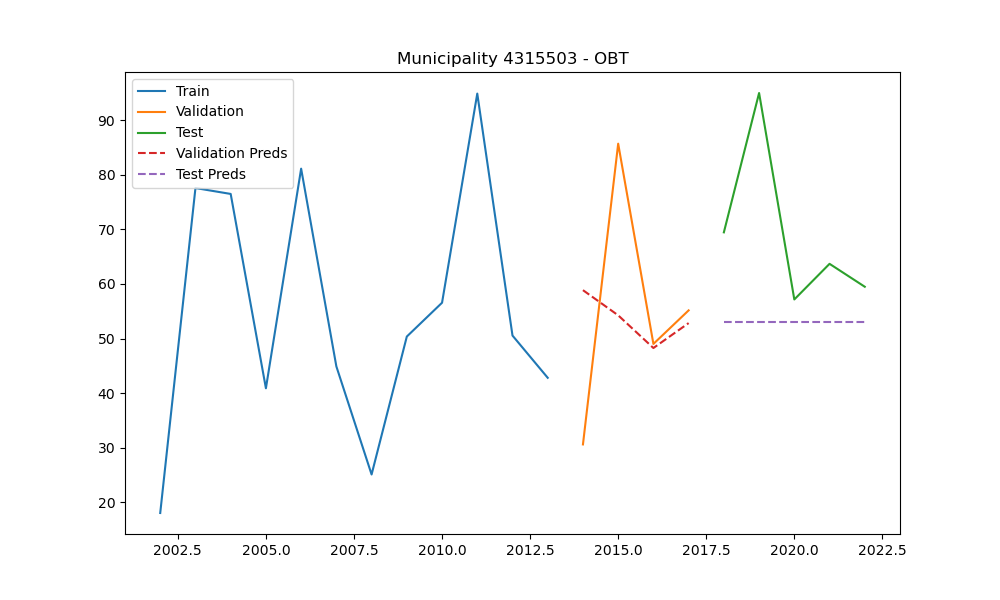 Municipality 4315503 - OBT
Train
Validation
Test
Validation Preds
Test Preds
90
80
70
60
50
40
30
20
2002.5 2005.0 2007.5 2010.0 2012.5 2015.0 2017.5 2020.0 2022.5